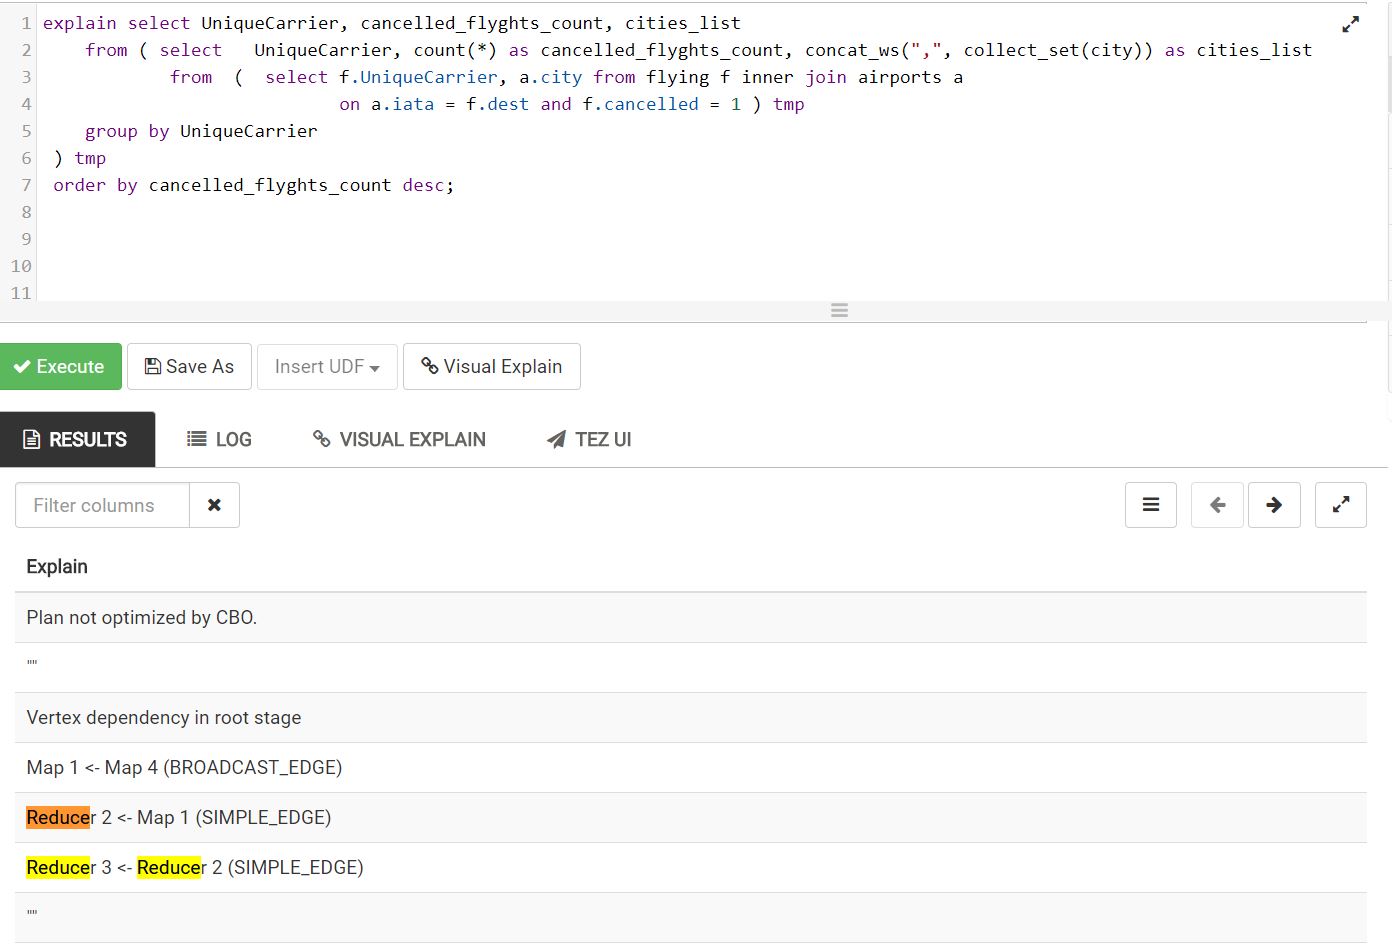 1 explain select UniqueCarrier, cancelled_flyghts_count, cities_list
2 from ( select UniqueCarrier, count(*) as cancelled_flyghts_count, concat_ws(",", collect_set(city)) as cities_list
3 from ( select f.UniqueCarrier, a.city from flying f inner join airports a
4 on a.iata = f.dest and f.cancelled = 1 ) tmp
5 group by UniqueCarrier
6 ) tmp
7 order by cancelled_flyghts_count desc;
8
9
10
11
Execute Save As Insert UDF Visual Explain
RESULTS LOG VISUAL EXPLAIN TEZ UI
Filter columns
Explain
Plan not optimized by CBO.
""
Vertex dependency in root stage
Map 1 <- Map 4 (BROADCAST_EDGE)
Reducer 2 <- Map 1 (SIMPLE_EDGE)
Reducer 3 <- Reducer 2 (SIMPLE_EDGE)
""